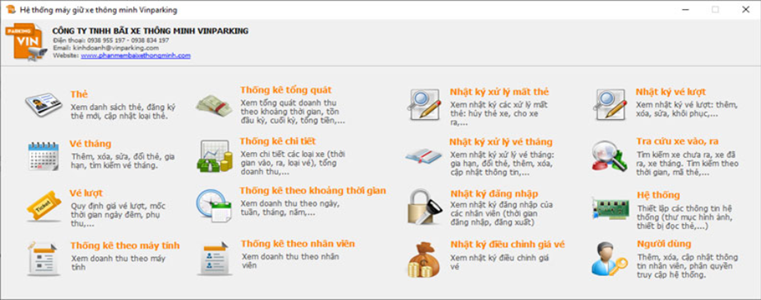 Hệ thống máy giữ xe thông minh Vinparking
PARKING
VIN
CÔNG TY TNHH BÃI XE THÔNG MINH VINPARKING
Điện thoại: 0938 955 197 - 0938 834 197
Email: kinhdoanh@vinparking.com
Website: www.phanmembaixethongminh.com
Thẻ
Xem danh sách thẻ, đăng ký
thẻ mới, cập nhật loại thẻ.
Thống kê tổng quát
Xem tổng quát doanh thu
theo khoảng thời gian, tồn
đầu kỳ, cuối kỳ, tổng tiền,...
Nhật ký xử lý mất thẻ
Xem nhật ký các xử lý mất
thẻ: hủy thẻ xe, cho xe
ra,...
Nhật ký vé lượt
Xem nhật ký vé lượt: thêm,
xóa, sửa, khôi phục,...
Vé tháng
Thêm, xóa, sửa, đổi thẻ, gia
hạn, tìm kiếm vé tháng.
Thống kê chi tiết
Xem chi tiết các loại xe (thời
gian vào, ra, loại vé), tổng
doanh thu,...
Nhật ký xử lý vé tháng
Xem nhật ký xử lý vé tháng:
gia hạn, đổi thẻ, thêm, xóa,
cập nhật thông tin,...
Tra cứu xe vào, ra
Tìm kiếm xe chưa ra, xe đã
ra, xe tháng. Tìm kiếm theo
thời gian, mã thẻ,...
Ticket
Vé lượt
Quy định giá vé lượt, mốc
thời gian ngày đêm, phụ
thu,...
Thống kê theo khoảng thời gian
Xem doanh thu theo ngày,
tuần, tháng, năm,...
Nhật ký đăng nhập
Xem nhật ký đăng nhập của
các nhân viên (thời gian
đăng nhập, đăng xuất)
Hệ thống
Thiết lập các thông tin hệ
thống (thư mục hình ảnh,
thiết bị đọc thẻ,...)
Thống kê theo máy tính
Xem doanh thu theo máy
tính
Thống kê theo nhân viên
Xem doanh thu theo nhân
viên
Nhật ký điều chỉnh giá vé
Xem nhật ký điều chỉnh giá
vé
Người dùng
Thêm, xóa, cập nhật thông
tin nhân viên, phân quyền
truy cập hệ thống.